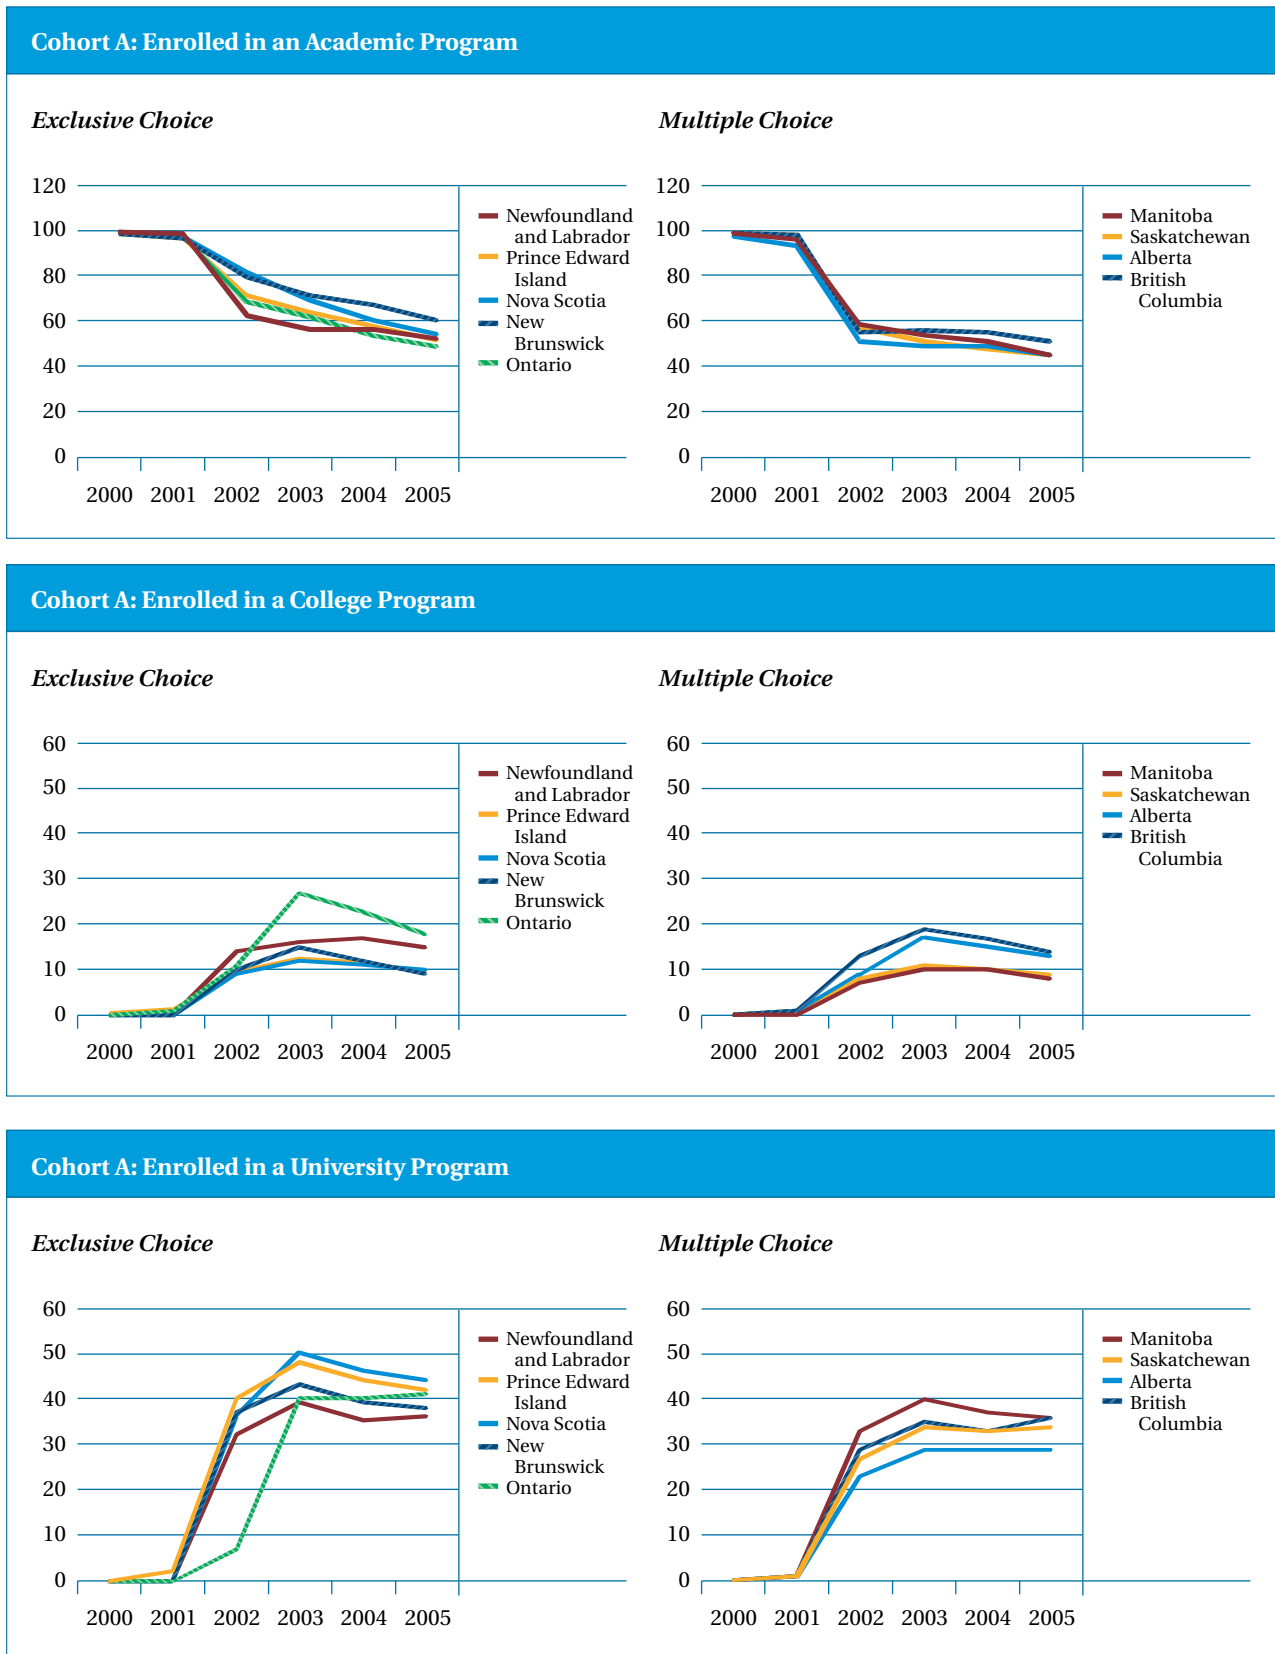 Cohort A: Enrolled in an Academic Program
Exclusive Choice
120
100
80
60
40
20
0
2000 2001 2002 2003 2004 2005
Newfoundland
and Labrador
Prince Edward
Island
Nova Scotia
New
Brunswick
Ontario
Multiple Choice
120
100
80
60
40
20
0
2000 2001 2002 2003 2004 2005
Manitoba
Saskatchewan
Alberta
British
Columbia
Cohort A: Enrolled in a College Program
Exclusive Choice
60
50
40
30
20
10
0
2000 2001 2002 2003 2004 2005
Newfoundland
and Labrador
Prince Edward
Island
Nova Scotia
New
Brunswick
Ontario
Multiple Choice
60
50
40
30
20
10
0
2000 2001 2002 2003 2004 2005
Manitoba
Saskatchewan
Alberta
British
Columbia
Cohort A: Enrolled in a University Program
Exclusive Choice
60
50
40
30
20
10
0
2000 2001 2002 2003 2004 2005
Newfoundland
and Labrador
Prince Edward
Island
Nova Scotia
New
Brunswick
Ontario
Multiple Choice
60
50
40
30
20
10
0
2000 2001 2002 2003 2004 2005
Manitoba
Saskatchewan
Alberta
British
Columbia